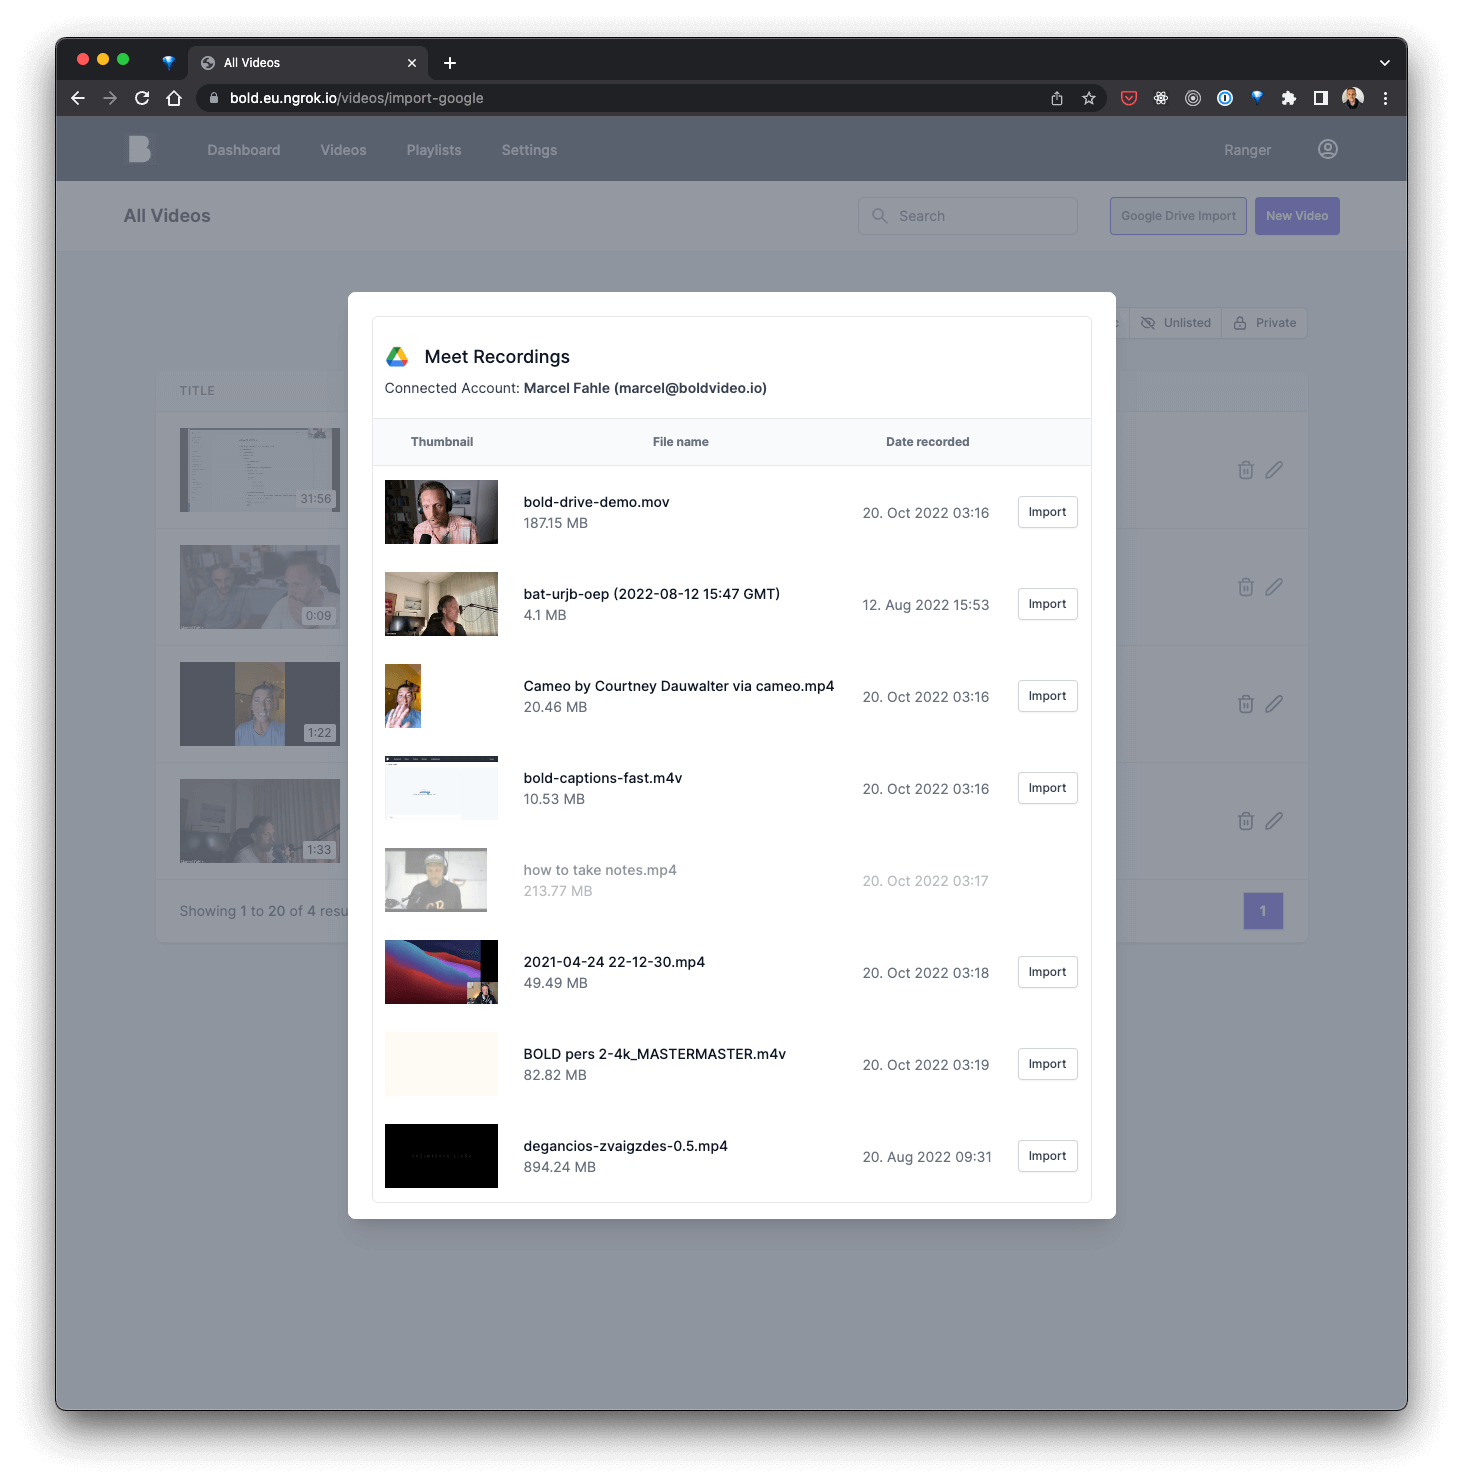 All Videos
bold.eu.ngrok.io/videos/import-google
B
Dashboard
Videos
Playlists
Settings
Ranger
All Videos
Search
Google Drive Import
New Video
Unlisted
Private
TITLE
31:56
0:09
1:22
1:33
Showing 1 to 20 of 4 resu
1
Meet Recordings
Connected Account: Marcel Fahle (marcel@boldvideo.io)
Thumbnail
File name
Date recorded
bold-drive-demo.mov
187.15 MB
20. Oct 2022 03:16
Import
bat-urjb-oep (2022-08-12 15:47 GMT)
4.1 MB
12. Aug 2022 15:53
Import
Cameo by Courtney Dauwalter via cameo.mp4
20.46 MB
20. Oct 2022 03:16
Import
bold-captions-fast.m4v
10.53 MB
20. Oct 2022 03:16
Import
how to take notes.mp4
213.77 MB
20. Oct 2022 03:17
2021-04-24 22-12-30.mp4
49.49 MB
20. Oct 2022 03:18
Import
BOLD pers 2-4k_MASTERMASTER.m4v
82.82 MB
20. Oct 2022 03:19
Import
degancios-zvaigzdes-0.5.mp4
894.24 MB
20. Aug 2022 09:31
Import